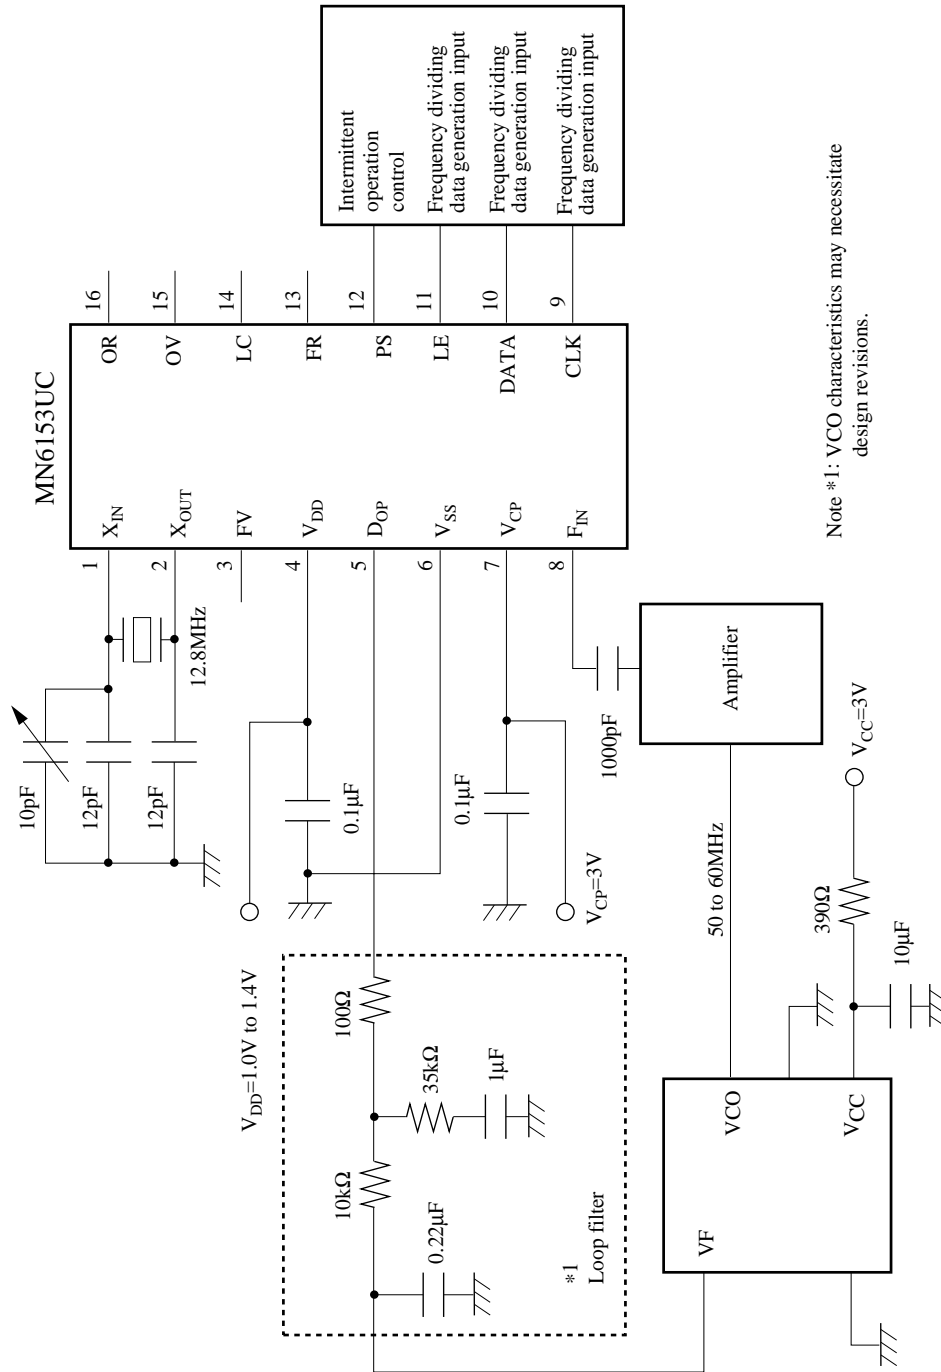 MN6153UC
X_IN
X_OUT
FV
V_DD
D_OP
V_SS
V_CP
F_IN
1
2
3
4
5
6
7
8
OR
OV
LC
FR
PS
LE
DATA
CLK
16
15
14
13
12
11
10
9
Intermittent
operation
control
Frequency dividing
data generation input
Frequency dividing
data generation input
Frequency dividing
data generation input
10pF
12pF
12pF
12.8MHz
0.1μF
0.1μF
V_DD=1.0V to 1.4V
V_CP=3V
1000pF
Amplifier
50 to 60MHz
V_CC=3V
390Ω
10μF
100Ω
35kΩ
1μF
10kΩ
0.22μF
*1
Loop filter
VF
VCO
VCC
Note *1: VCO characteristics may necessitate
design revisions.